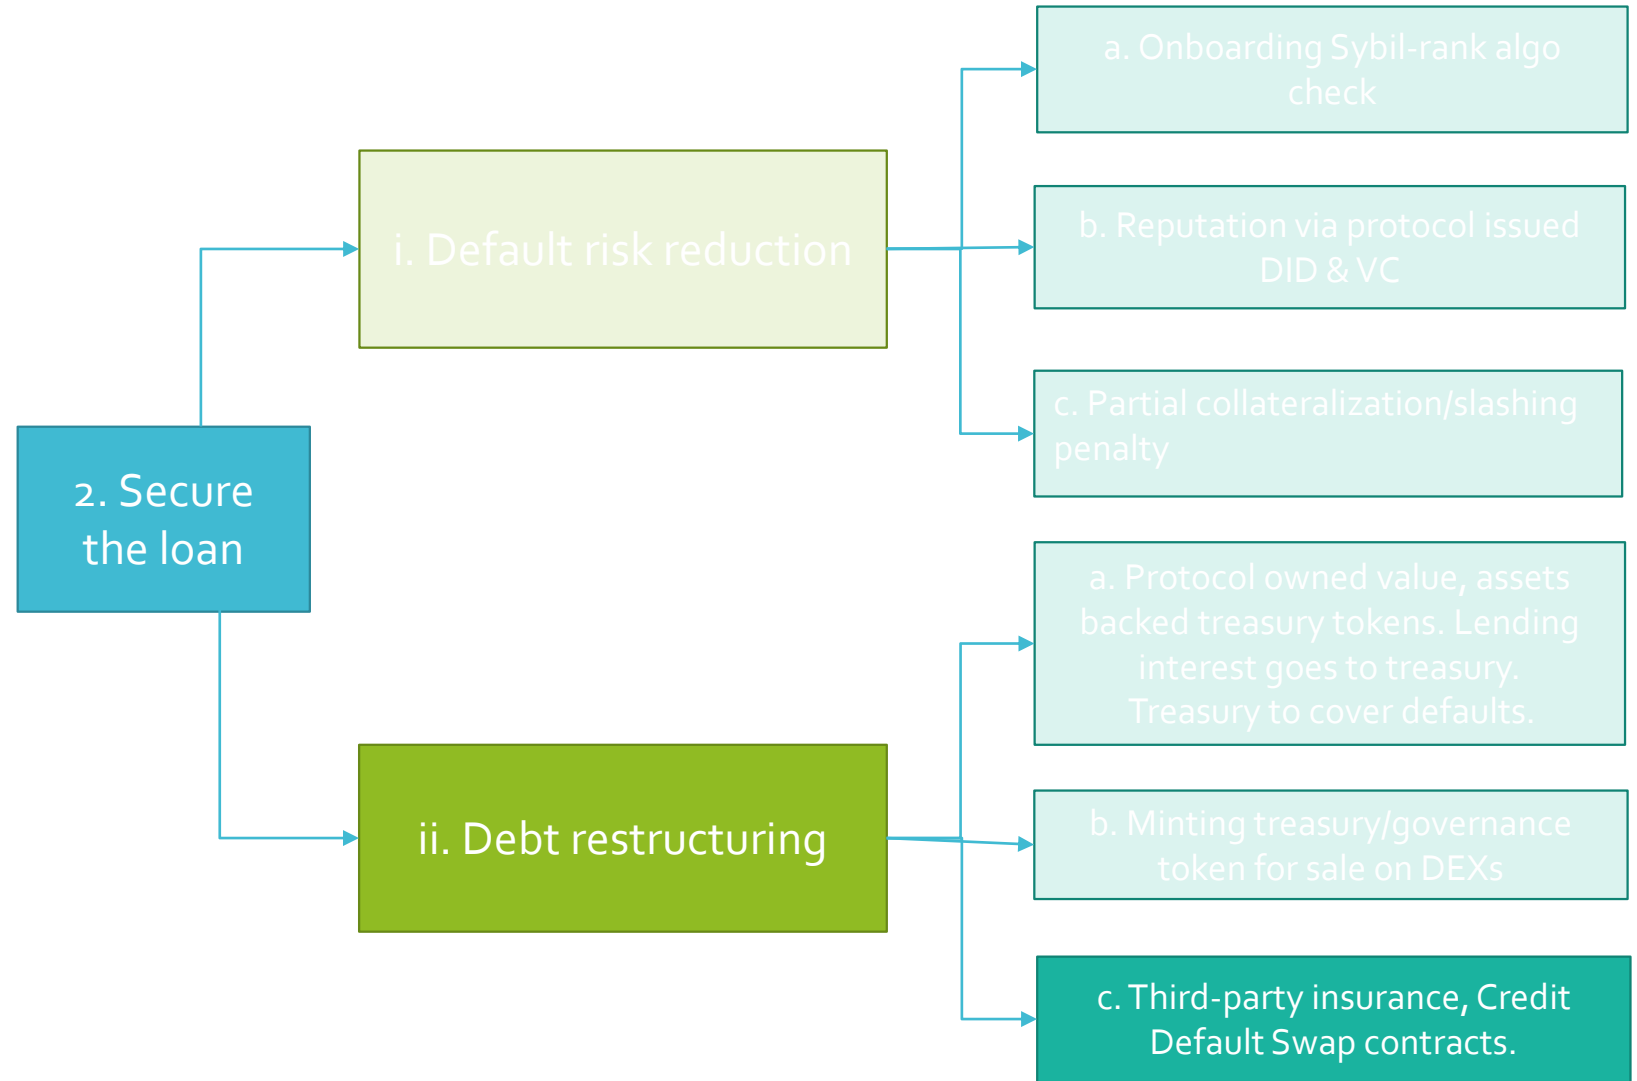 a. Onboarding Sybil-rank algo
check
i. Default risk reduction
b. Reputation via protocol issued
DID & VC
c. Partial collateralization/slashing
penalty
2. Secure
the loan
a. Protocol owned value, assets
backed treasury tokens. Lending
interest goes to treasury.
Treasury to cover defaults.
ii. Debt restructuring
b. Minting treasury/governance
token for sale on DEXs
c. Third-party insurance, Credit
Default Swap contracts.